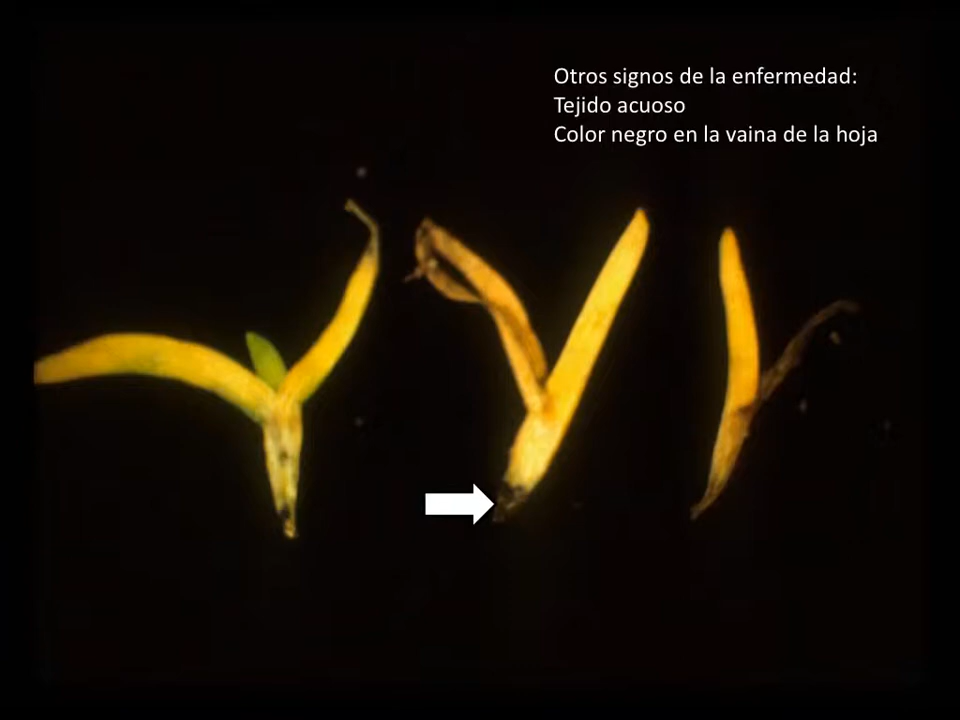 Otros signos de la enfermedad:
Tejido acuoso
Color negro en la vaina de la hoja